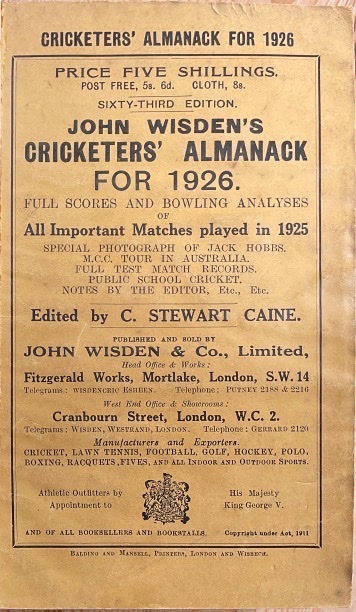 CRICKETERS' ALMANACK FOR 1926
PRICE FIVE SHILLINGS.
POST FREE, 5s. 6d. CLOTH, 8s.
SIXTY-THIRD EDITION.
JOHN WISDEN'S
CRICKETERS' ALMANACK
FOR 1926.
FULL SCORES AND BOWLING ANALYSES
OF
All Important Matches played in 1925
SPECIAL PHOTOGRAPH OF JACK HOBBS.
M.C.C. TOUR IN AUSTRALIA.
FULL TEST MATCH RECORDS.
PUBLIC SCHOOL CRICKET.
NOTES BY THE EDITOR, Etc., Etc.
Edited by C. STEWART CAINE.
PUBLISHED AND SOLD BY
JOHN WISDEN & Co., Limited,
Head Office & Works:
Fitzgerald Works, Mortlake, London, S.W. 14
Telegrams: WISDENCRIC EASHEEN. Telephone: PUTNEY 2188 & 2216
West End Office & Showrooms:
Cranbourn Street, London, W.C. 2.
Telegrams: WISDEN, WESTRAND, LONDON. Telephone: GERRARD 2120
Manufacturers and Exporters.
CRICKET, LAWN TENNIS, FOOTBALL, GOLF, HOCKEY, POLO,
BOXING, RACQUETS, FIVES, AND ALL INDOOR AND OUTDOOR SPORTS.
Athletic Outfitters by
Appointment to
His Majesty
King George V.
AND OF ALL BOOKSELLERS AND BOOKSTALLS. Copyright under Act, 1911
BALDING AND MANSELL, PRINTERS, LONDON AND WISBECH.